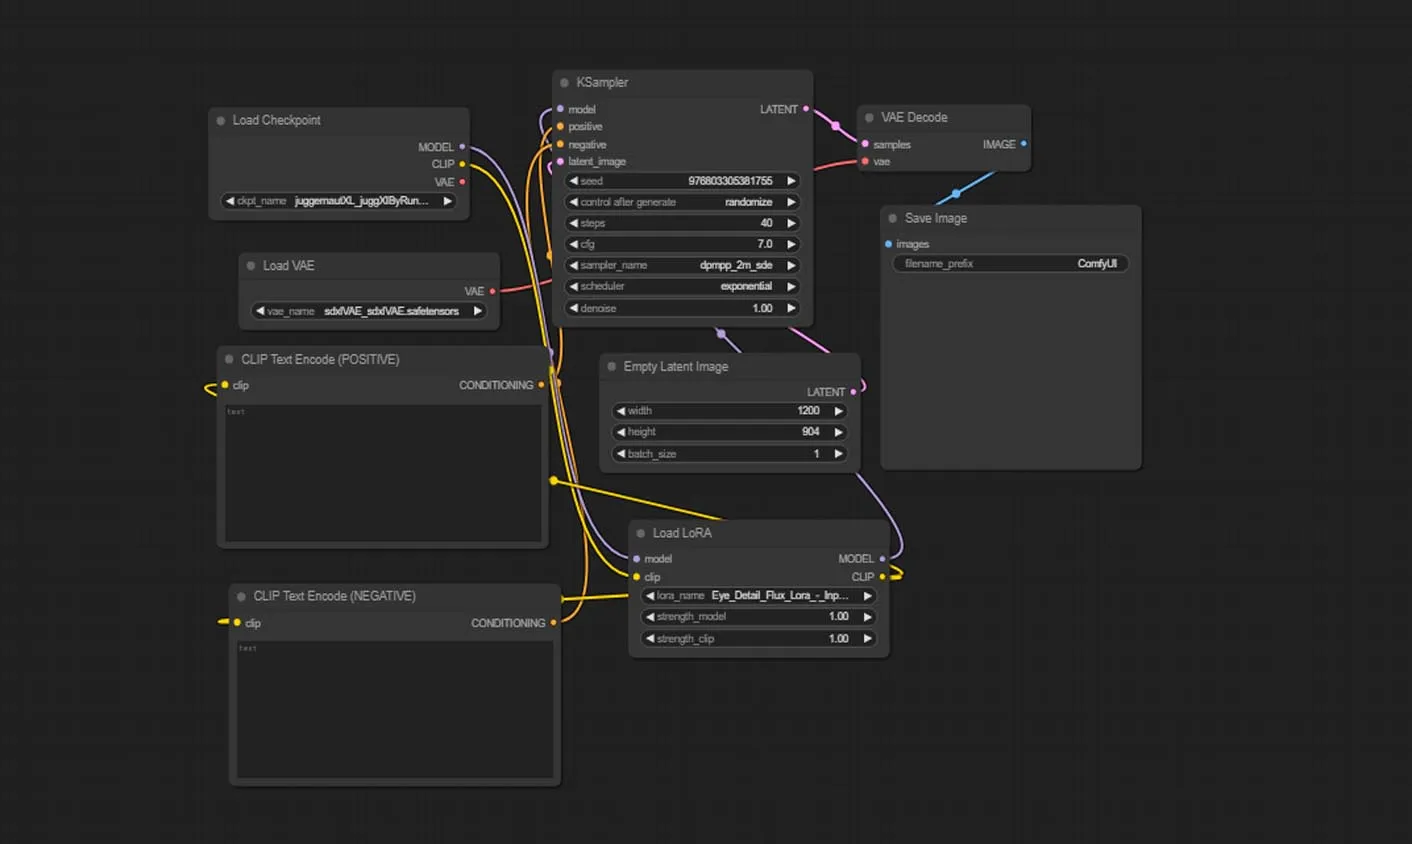 Load Checkpoint
MODEL
CLIP
VAE
ckpt_name juggernautXL_juggXIByRun...
Load VAE
VAE
vae_name sdxlVAE_sdxlVAE.safetensors
CLIP Text Encode (POSITIVE)
clip CONDITIONING
text
CLIP Text Encode (NEGATIVE)
clip CONDITIONING
text
KSampler
model LATENT
positive
negative
latent_image
seed 976803305381755
control after generate randomize
steps 40
cfg 7.0
sampler_name dpmpp_2m_sde
scheduler exponential
denoise 1.00
Empty Latent Image
LATENT
width 1200
height 904
batch_size 1
Load LoRA
model MODEL
clip CLIP
lora_name Eye_Detail_Flux_Lora_-_Inp...
strength_model 1.00
strength_clip 1.00
VAE Decode
samples IMAGE
vae
Save Image
images
filename_prefix ComfyUI